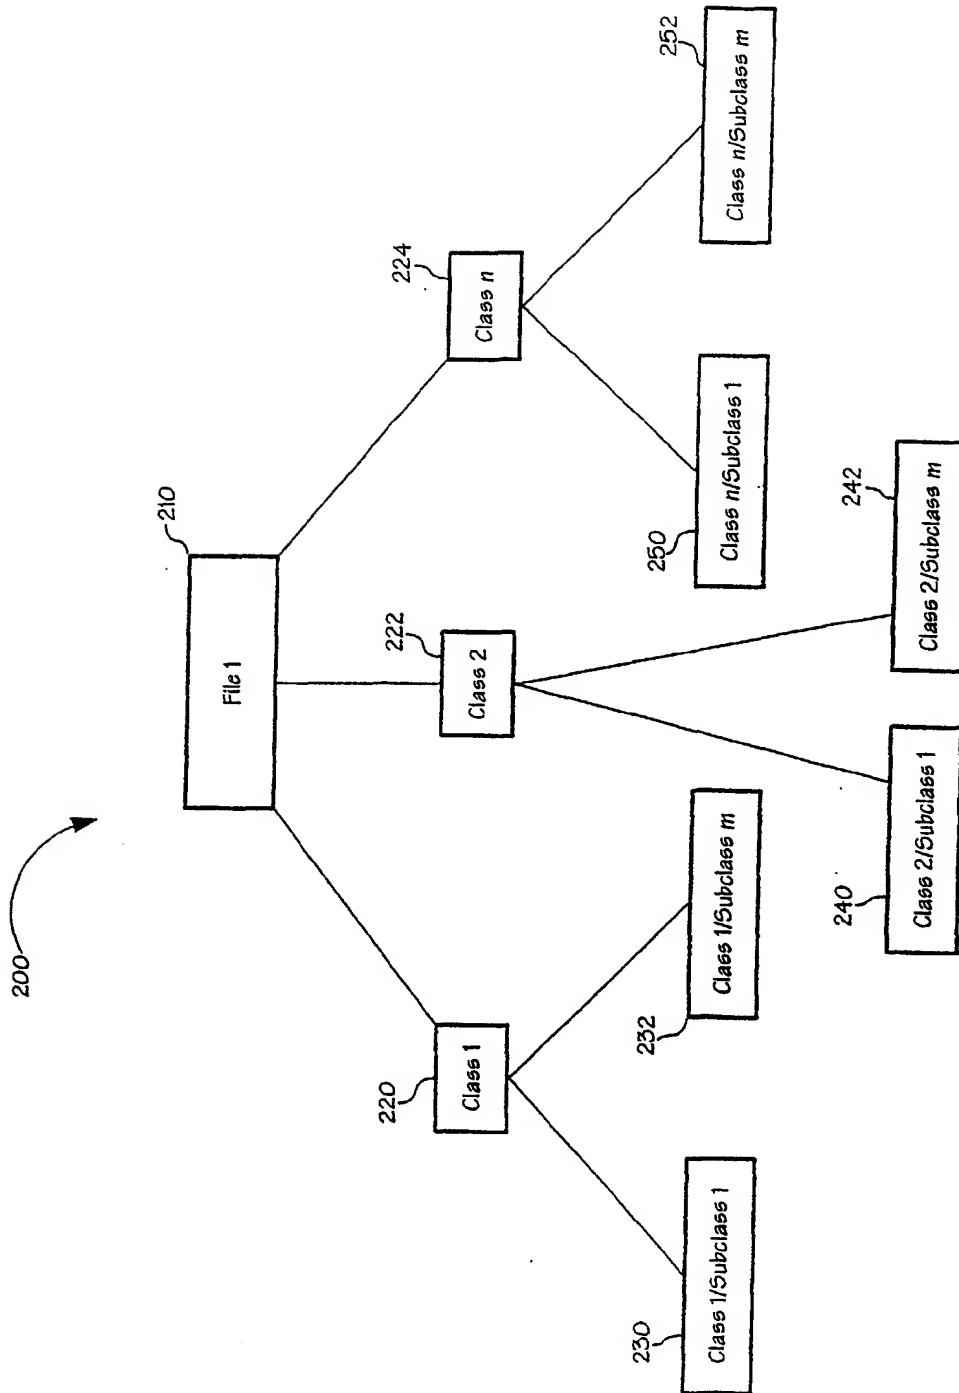 200
210
File 1
220
Class 1
222
Class 2
224
Class n
230
Class 1/Subclass 1
232
Class 1/Subclass m
250
Class n/Subclass 1
252
Class n/Subclass m
240
Class 2/Subclass 1
242
Class 2/Subclass m